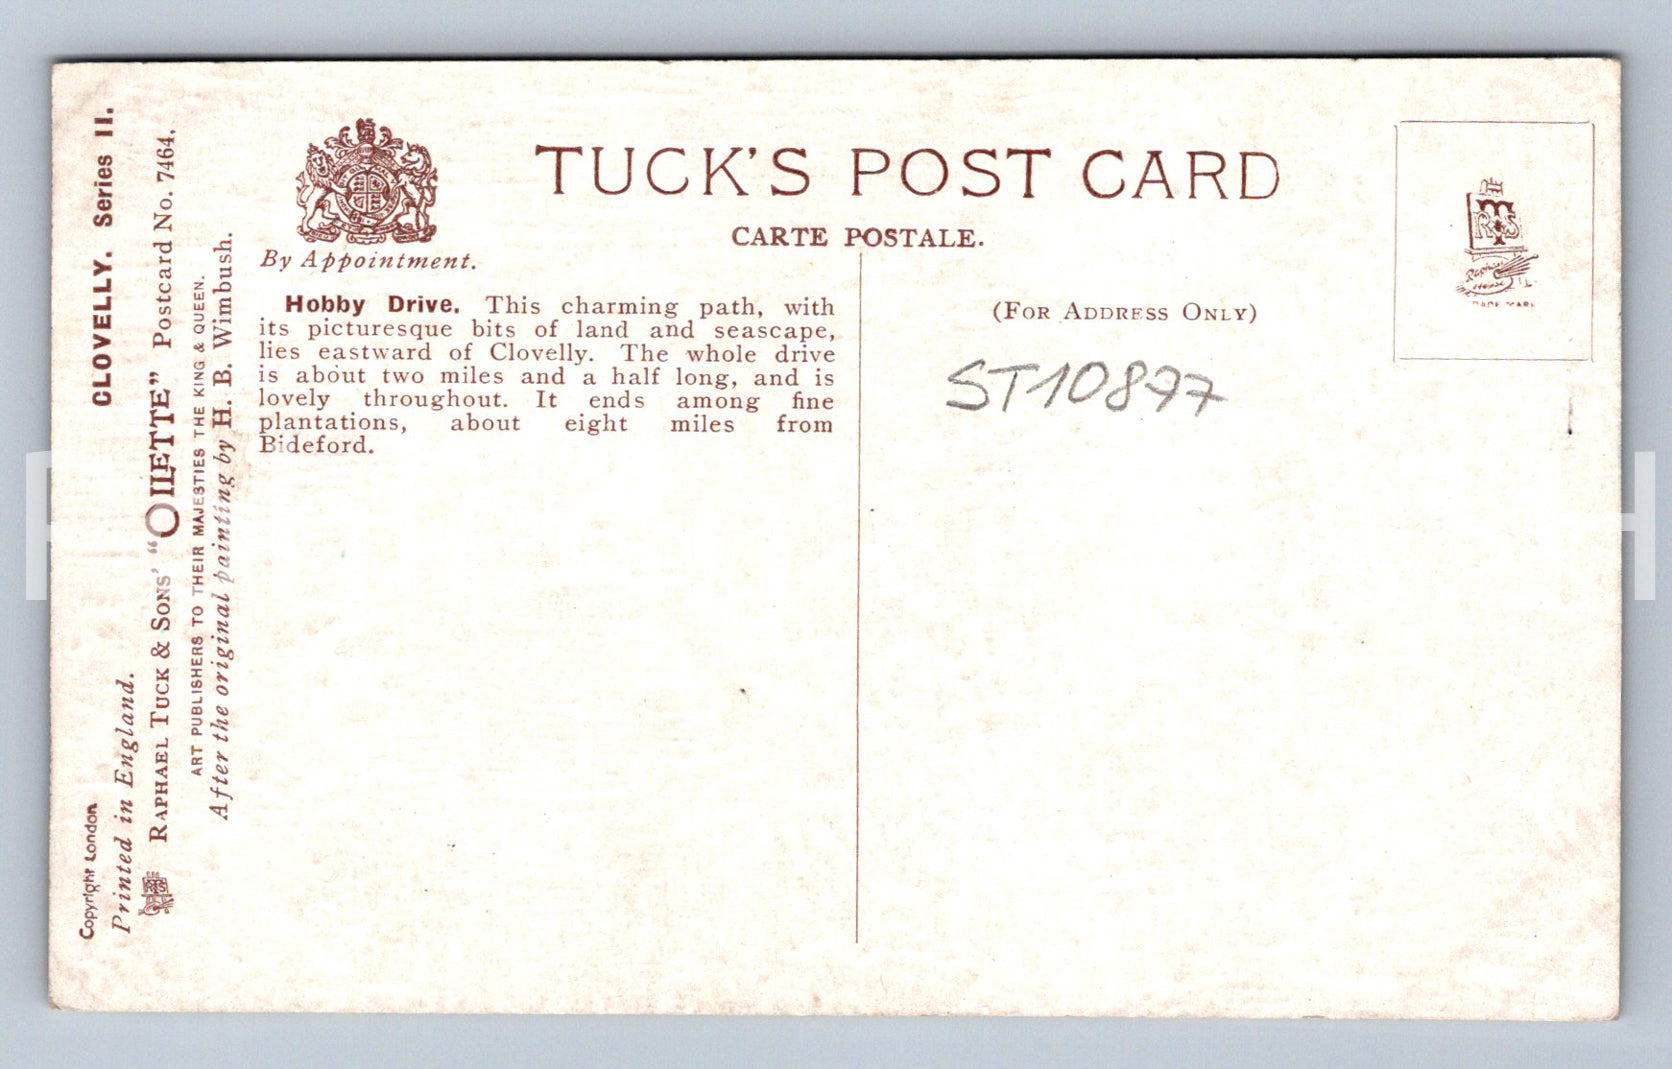 CLOVELLY. Series II.
Copyright London
Printed in England.
RAPHAEL TUCK & SONS' "OILETTE" Postcard No. 7464.
ART PUBLISHERS TO THEIR MAJESTIES THE KING & QUEEN.
After the original painting by H. B. Wimbush.
By Appointment.
TUCK'S POST CARD
CARTE POSTALE.
Hobby Drive. This charming path, with
its picturesque bits of land and seascape,
lies eastward of Clovelly. The whole drive
is about two miles and a half long, and is
lovely throughout. It ends among fine
plantations, about eight miles from
Bideford.
(FOR ADDRESS ONLY)
ST10877
RTS
Raphael
House